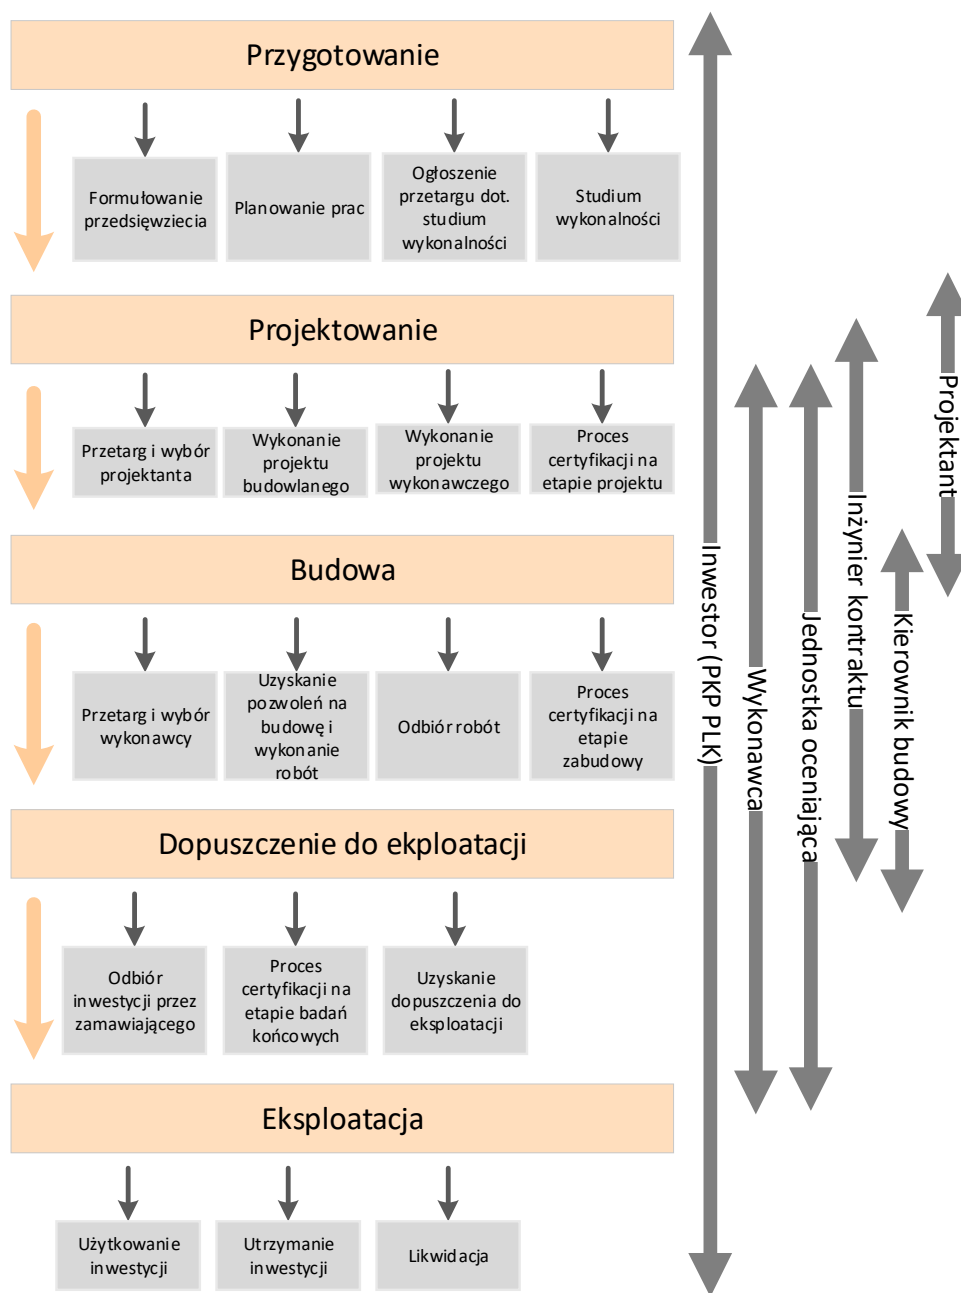 Przygotowanie
Formułowanie
przedsięwziecia
Planowanie prac
Ogłoszenie
przetargu dot.
studium
wykonalności
Studium
wykonalności
Projektowanie
Przetarg i wybór
projektanta
Wykonanie
projektu
budowlanego
Wykonanie
projektu
wykonawczego
Proces
certyfikacji na
etapie projektu
Budowa
Przetarg i wybór
wykonawcy
Uzyskanie
pozwoleń na
budowę i
wykonanie
robót
Odbiór robót
Proces
certyfikacji na
etapie
zabudowy
Dopuszczenie do ekploatacji
Odbiór
inwestycji przez
zamawiającego
Proces
certyfikacji na
etapie badań
końcowych
Uzyskanie
dopuszczenia do
eksploatacji
Eksploatacja
Użytkowanie
inwestycji
Utrzymanie
inwestycji
Likwidacja
Inwestor (PKP PLK)
Wykonawca
Jednostka oceniająca
Inżynier kontraktu
Kierownik budowy
Projektant